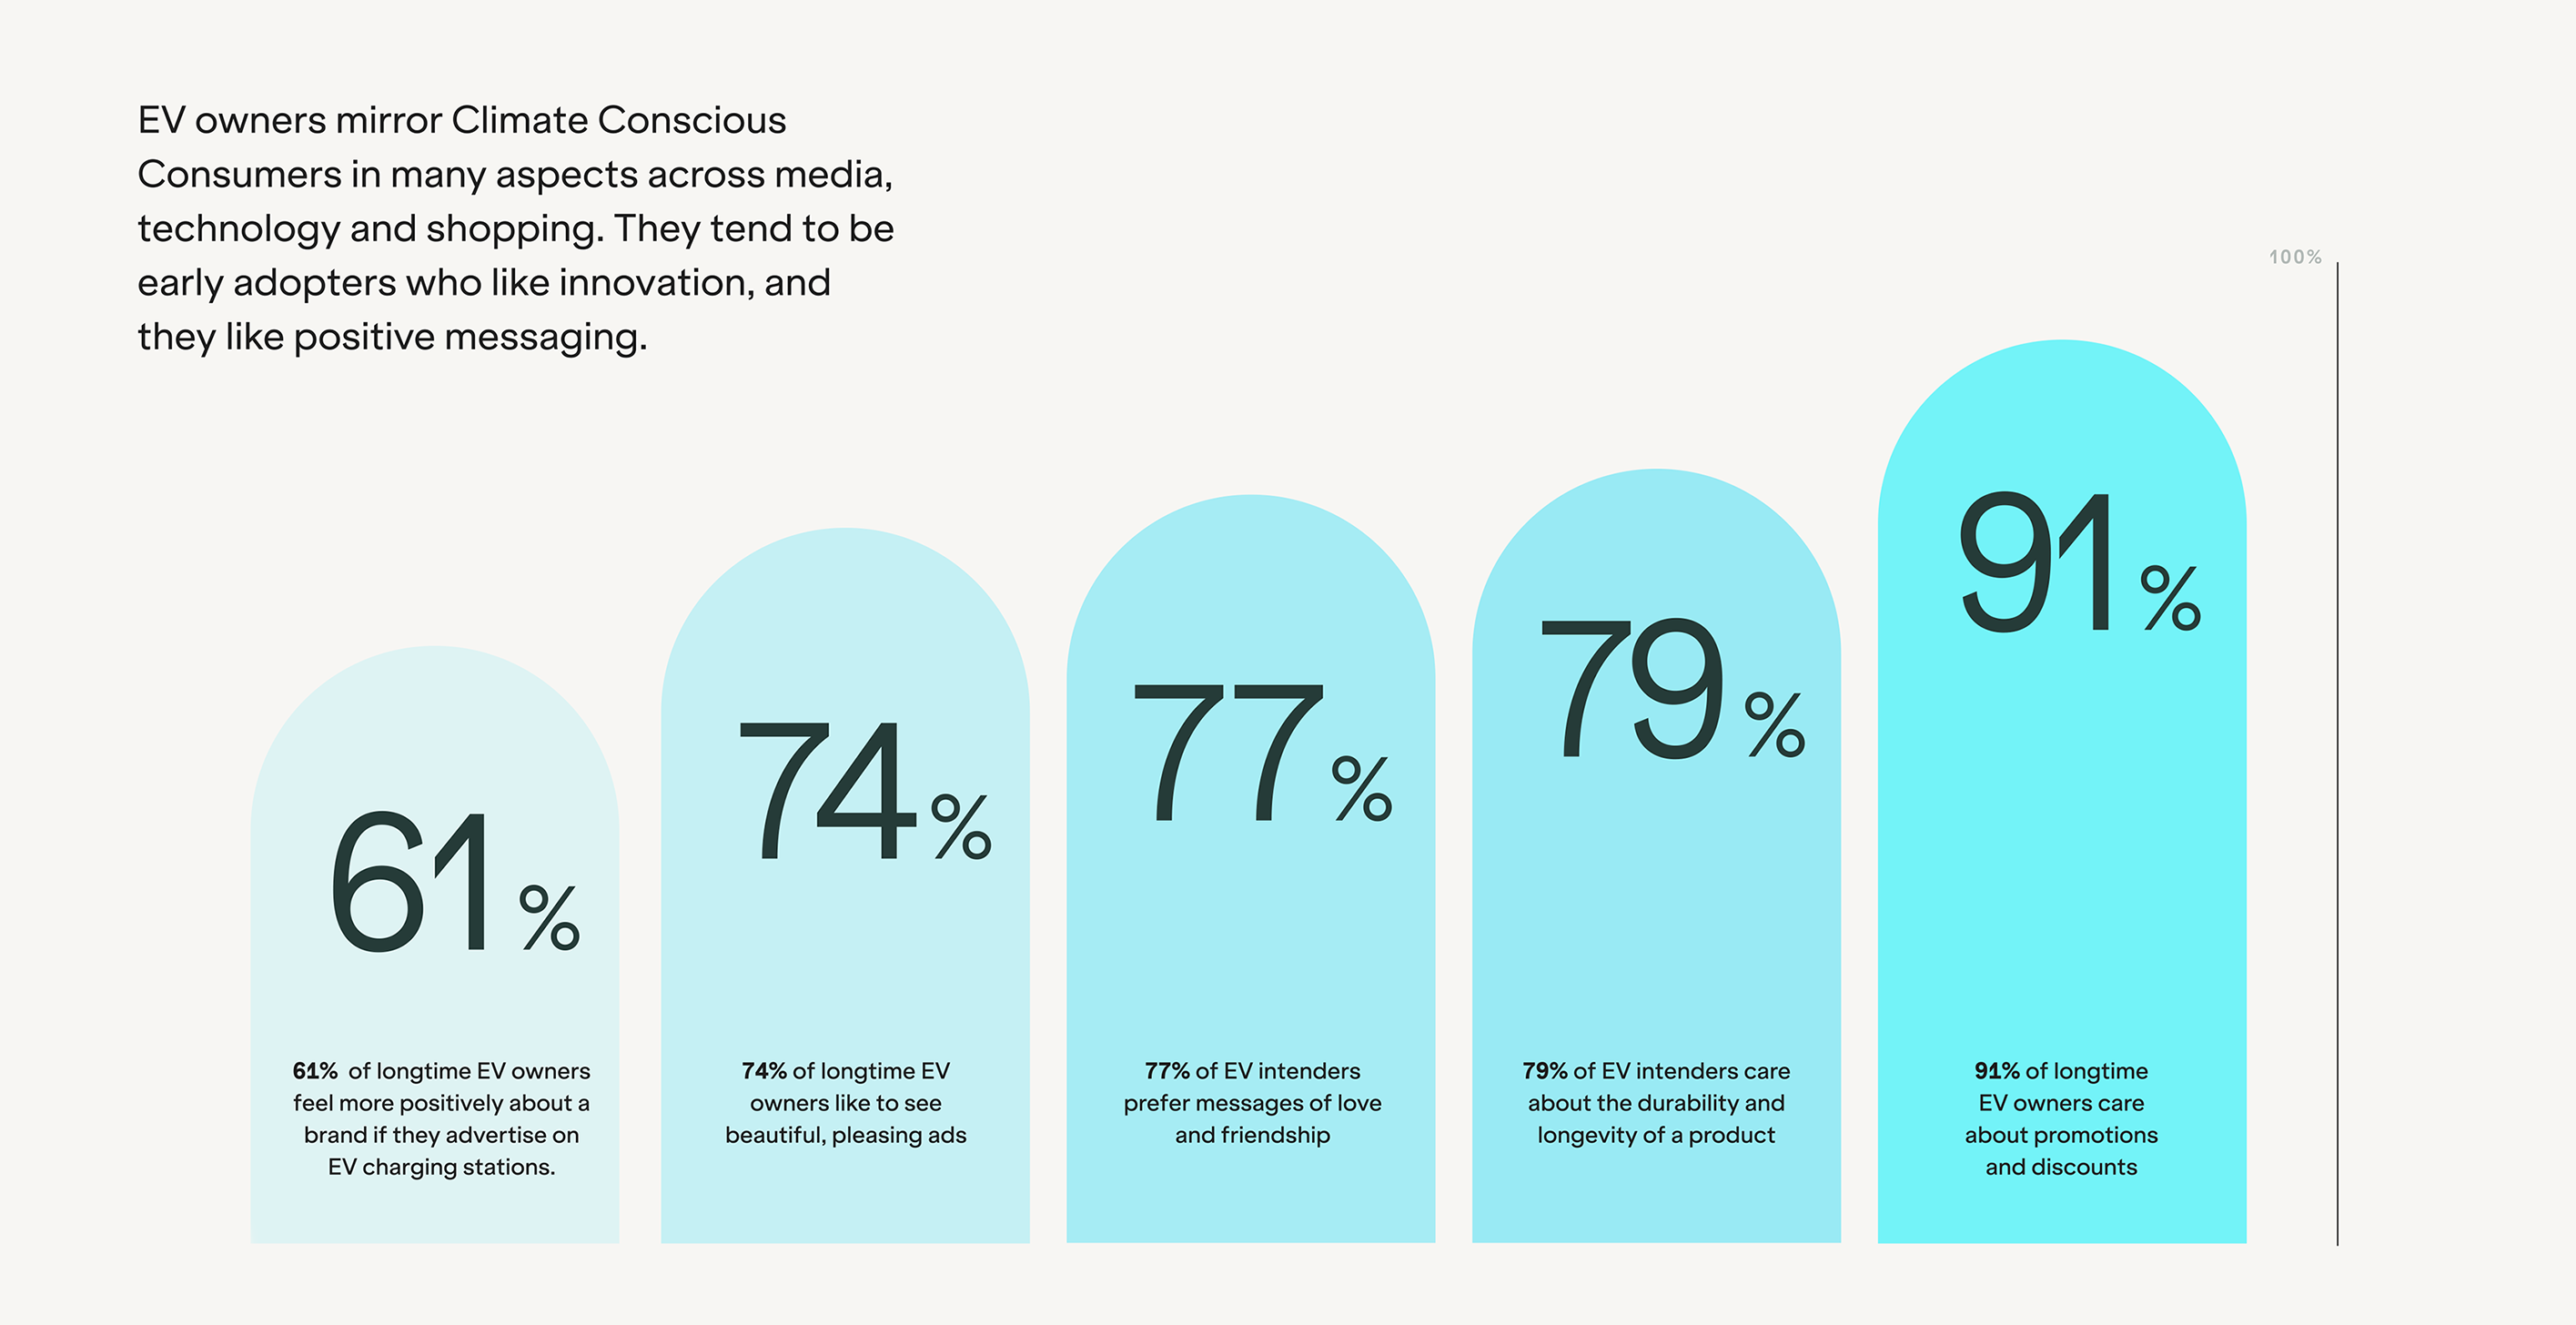 EV owners mirror Climate Conscious
Consumers in many aspects across media,
technology and shopping. They tend to be
early adopters who like innovation, and
they like positive messaging.
100%
61%
61% of longtime EV owners
feel more positively about a
brand if they advertise on
EV charging stations.
74%
74% of longtime EV
owners like to see
beautiful, pleasing ads
77%
77% of EV intenders
prefer messages of love
and friendship
79%
79% of EV intenders care
about the durability and
longevity of a product
91%
91% of longtime
EV owners care
about promotions
and discounts